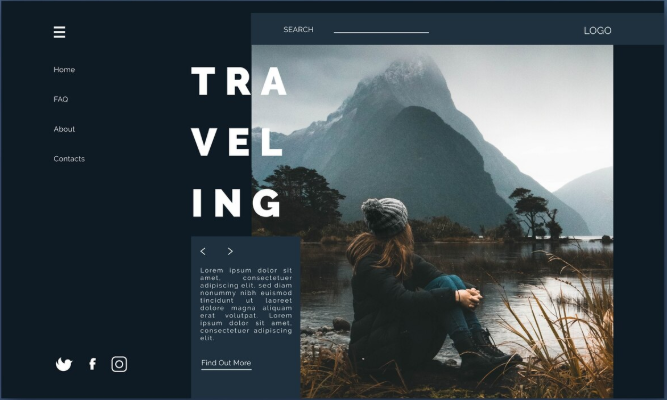 SEARCH
LOGO
Home
FAQ
About
Contacts
TRA
VEL
ING
Lorem ipsum dolor sit
amet, consectetuer
adipiscing elit, sed diam
nonummy nibh euismod
tincidunt ut laoreet
dolore magna aliquam
erat volutpat. Lorem
ipsum dolor sit amet,
consectetuer adipiscing
elit.
Find Out More